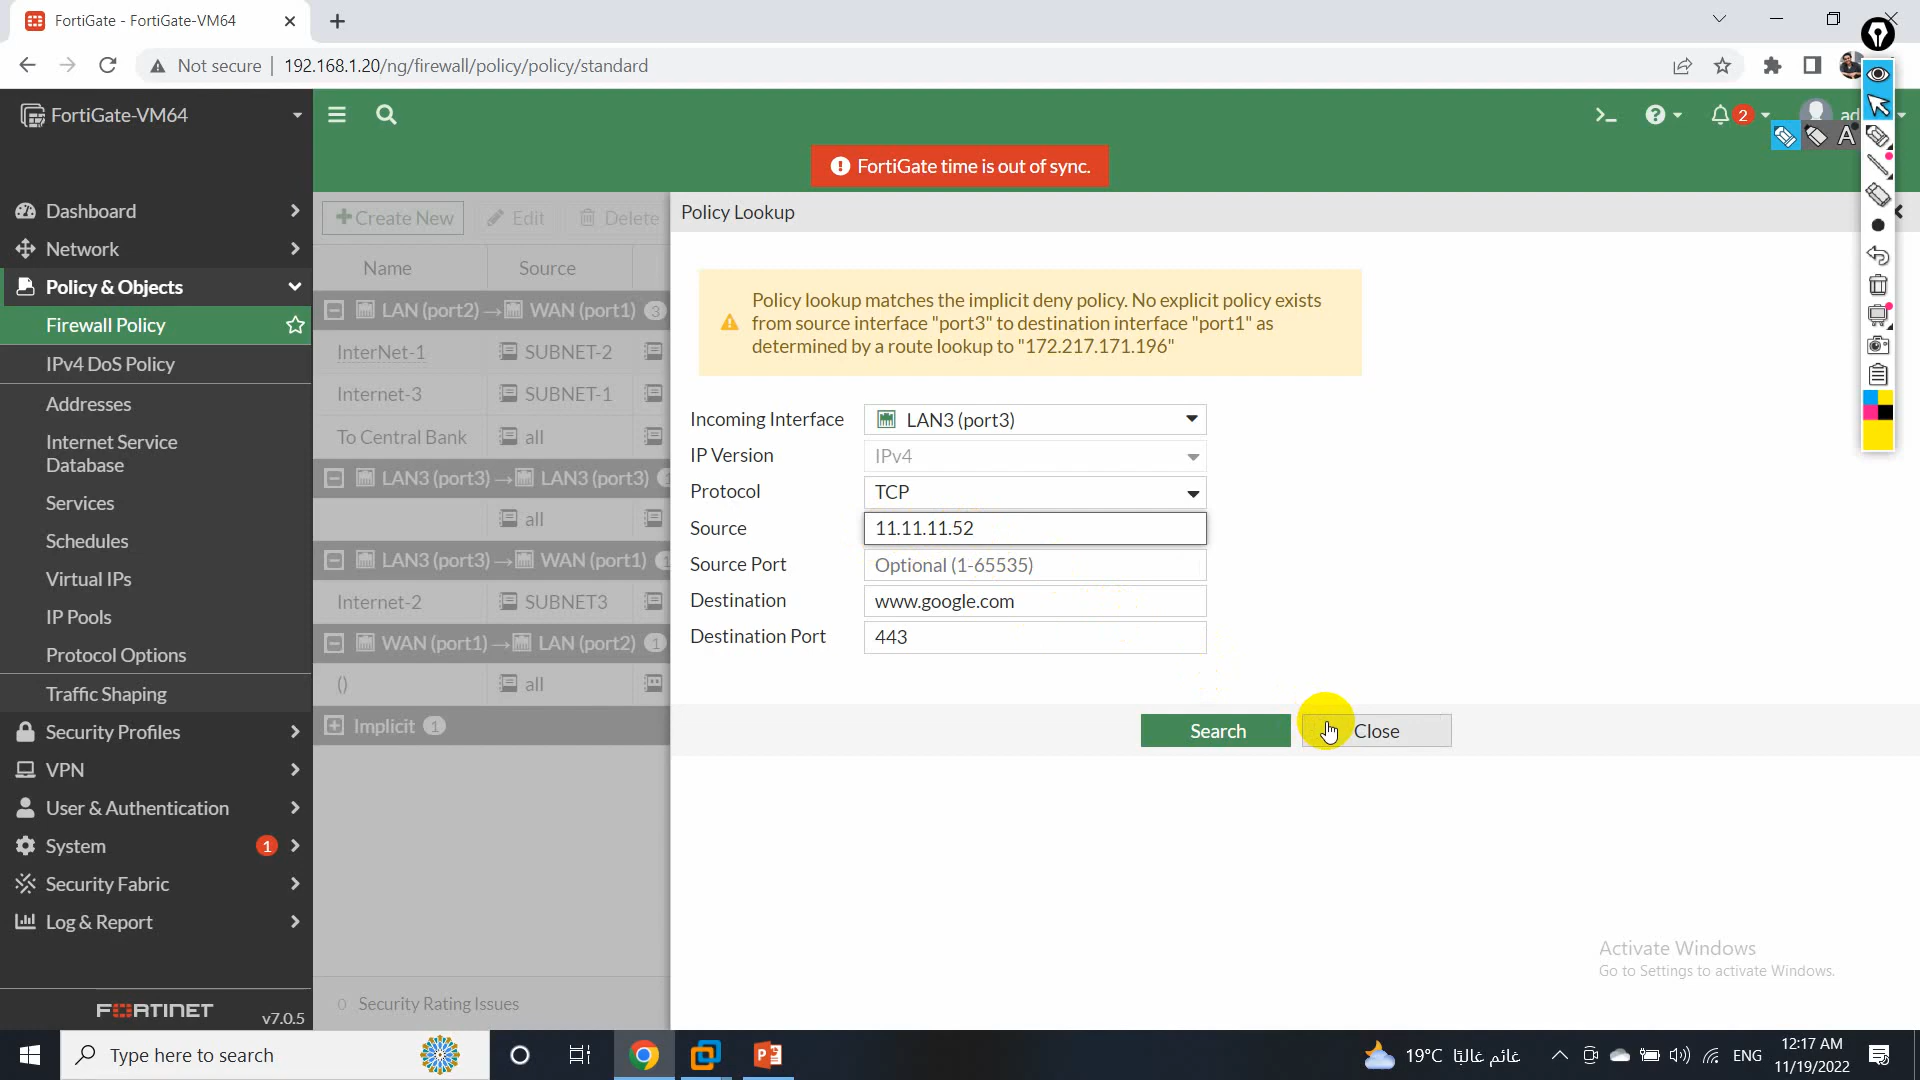 FortiGate - FortiGate-VM64
Not secure
192.168.1.20/ng/firewall/policy/policy/standard
FortiGate-VM64
2
FortiGate time is out of sync.
Dashboard
Network
Policy & Objects
Firewall Policy
IPv4 DoS Policy
Addresses
Internet Service
Database
Services
Schedules
Virtual IPs
IP Pools
Protocol Options
Traffic Shaping
Security Profiles
VPN
User & Authentication
System 1
Security Fabric
Log & Report
FORTINET v7.0.5
Create New Edit Delete
Name Source
LAN (port2) → WAN (port1) 3
InterNet-1 SUBNET-2
Internet-3 SUBNET-1
To Central Bank all
LAN3 (port3) → LAN3 (port3)
all
LAN3 (port3) → WAN (port1)
Internet-2 SUBNET3
WAN (port1) → LAN (port2) 1
() all
Implicit 1
0 Security Rating Issues
Policy Lookup
Policy lookup matches the implicit deny policy. No explicit policy exists
from source interface "port3" to destination interface "port1" as
determined by a route lookup to "172.217.171.196"
Incoming Interface LAN3 (port3)
IP Version IPv4
Protocol TCP
Source 11.11.11.52
Source Port Optional (1-65535)
Destination www.google.com
Destination Port 443
Search Close
Activate Windows
Go to Settings to activate Windows.
Type here to search
19°C غائم غالبًا
ENG
12:17 AM
11/19/2022